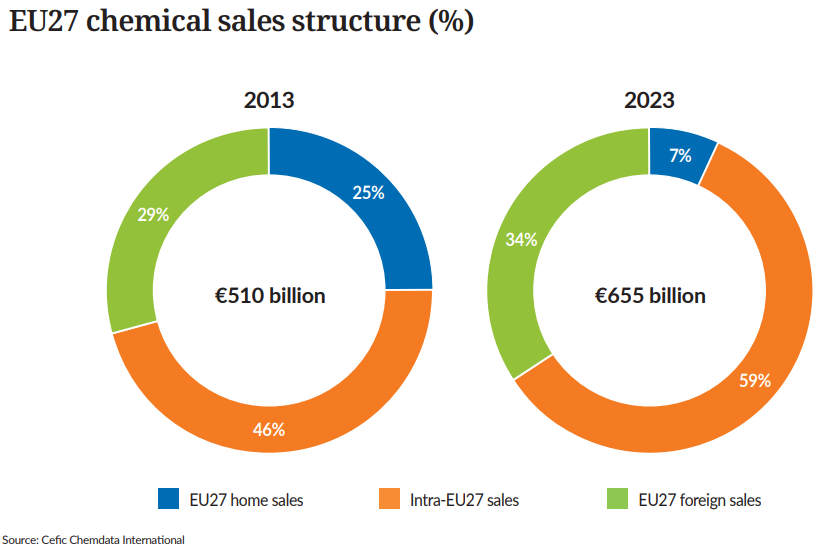 EU27 chemical sales structure (%)
2013
25%
29%
€510 billion
46%
2023
7%
34%
€655 billion
59%
EU27 home sales
Intra-EU27 sales
EU27 foreign sales
Source: Cefic Chemdata International